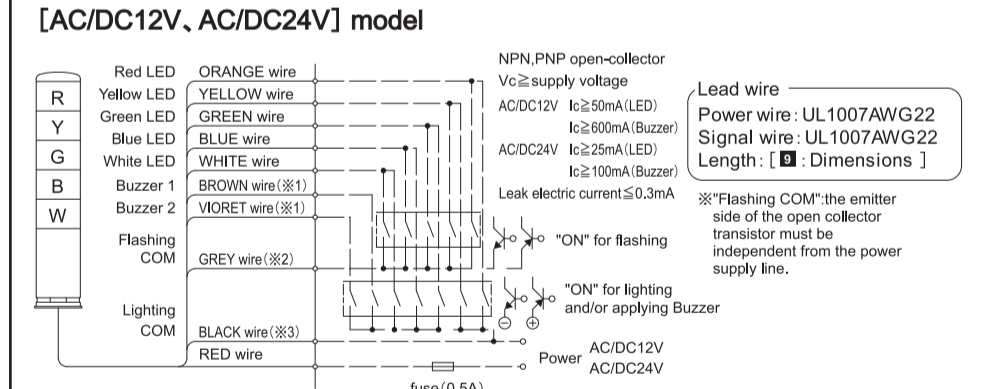 [AC/DC12V、AC/DC24V] model
R
Y
G
B
W
Red LED ORANGE wire
Yellow LED YELLOW wire
Green LED GREEN wire
Blue LED BLUE wire
White LED WHITE wire
Buzzer 1 BROWN wire(※1)
Buzzer 2 VIORET wire(※1)
Flashing
COM GREY wire(※2)
Lighting
COM BLACK wire(※3)
RED wire
NPN,PNP open-collector
Vc≧supply voltage
AC/DC12V Ic≧50mA(LED)
Ic≧600mA(Buzzer)
AC/DC24V Ic≧25mA(LED)
Ic≧100mA(Buzzer)
Leak electric current≦0.3mA
"ON" for flashing
"ON" for lighting
and/or applying Buzzer
⊖ ⊕
Power AC/DC12V
AC/DC24V
fuse(0.5A)
Lead wire
Power wire : UL1007AWG22
Signal wire : UL1007AWG22
Length : [ 9 : Dimensions ]
※"Flashing COM":the emitter
side of the open collector
transistor must be
independent from the power
supply line.